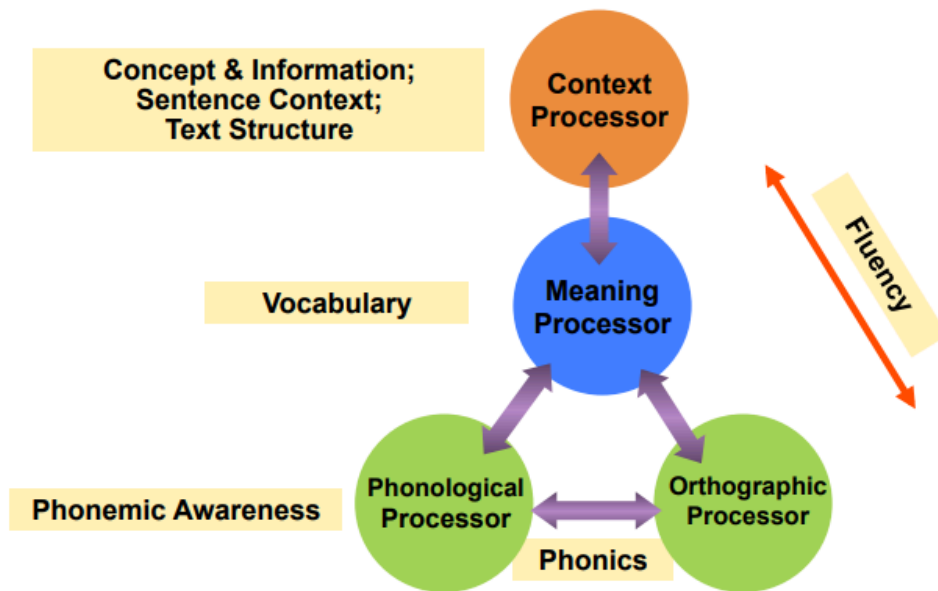 Concept & Information;
Sentence Context;
Text Structure
Context
Processor
Fluency
Vocabulary
Meaning
Processor
Phonemic Awareness
Phonological
Processor
Orthographic
Processor
Phonics